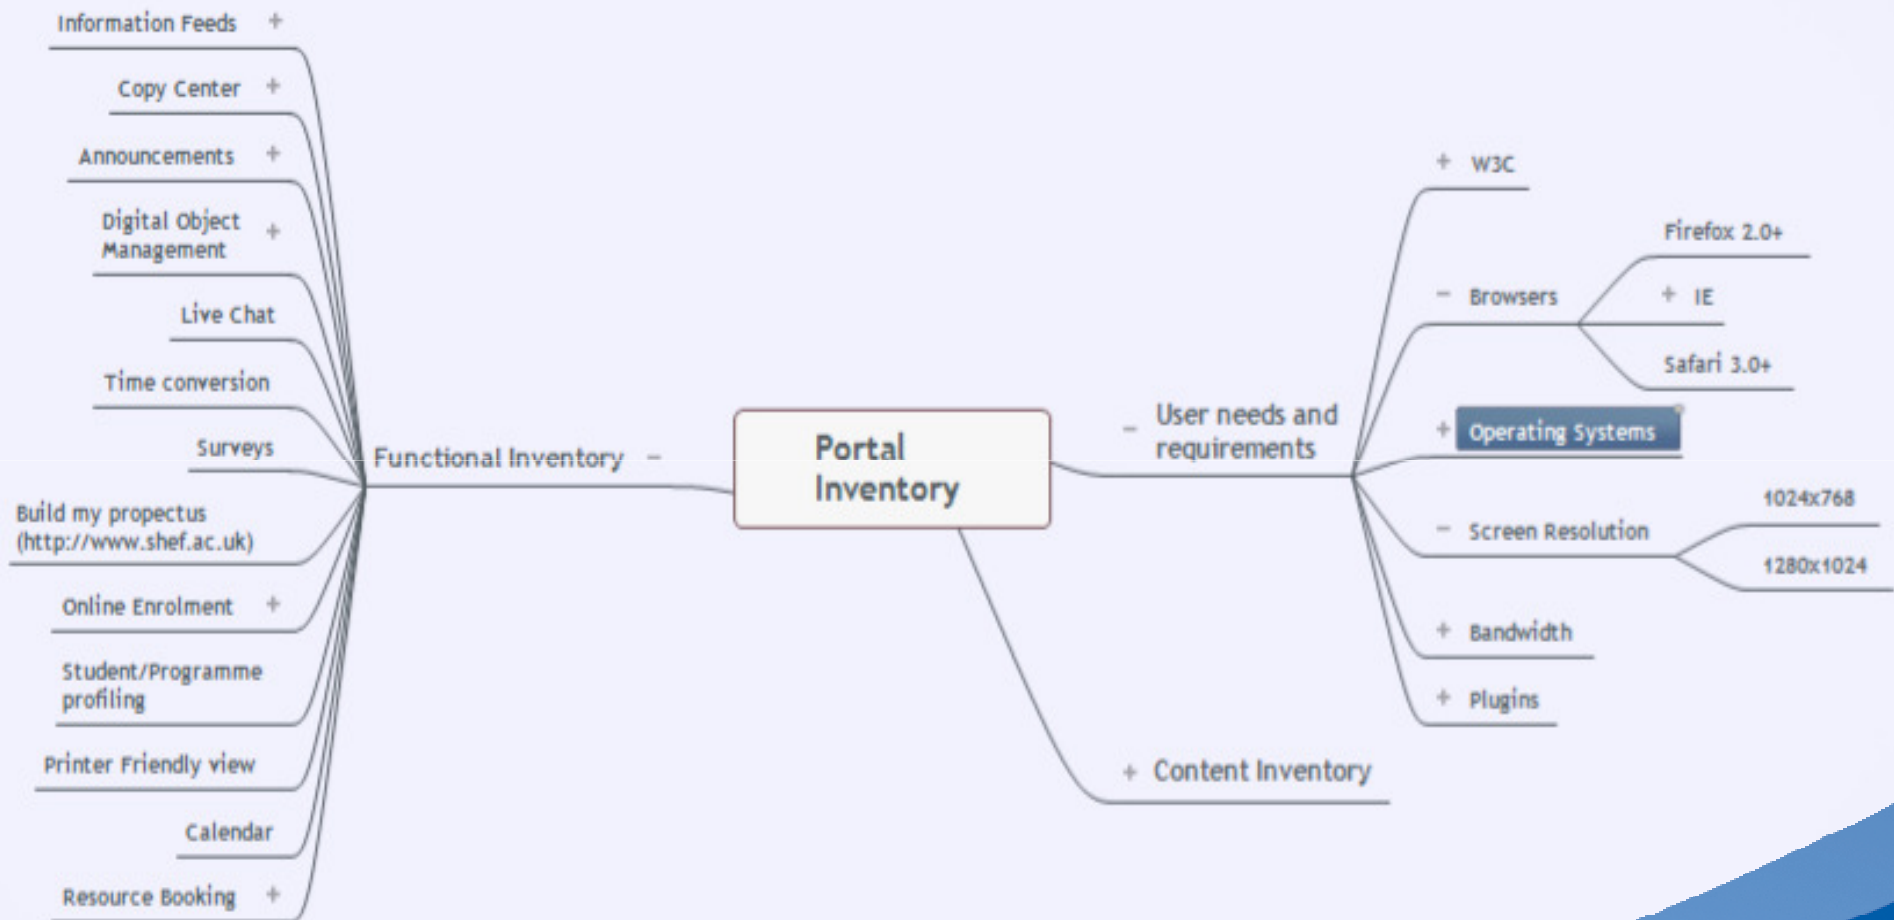 Information Feeds +
Copy Center +
Announcements +
Digital Object
Management +
Live Chat
Time conversion
Surveys
Build my propectus
(http://www.shef.ac.uk)
Online Enrolment +
Student/Programme
profiling
Printer Friendly view
Calendar
Resource Booking +
Functional Inventory −
Portal
Inventory
− User needs and
requirements
+ W3C
− Browsers
Firefox 2.0+
+ IE
Safari 3.0+
+ Operating Systems
− Screen Resolution
1024x768
1280x1024
+ Bandwidth
+ Plugins
+ Content Inventory